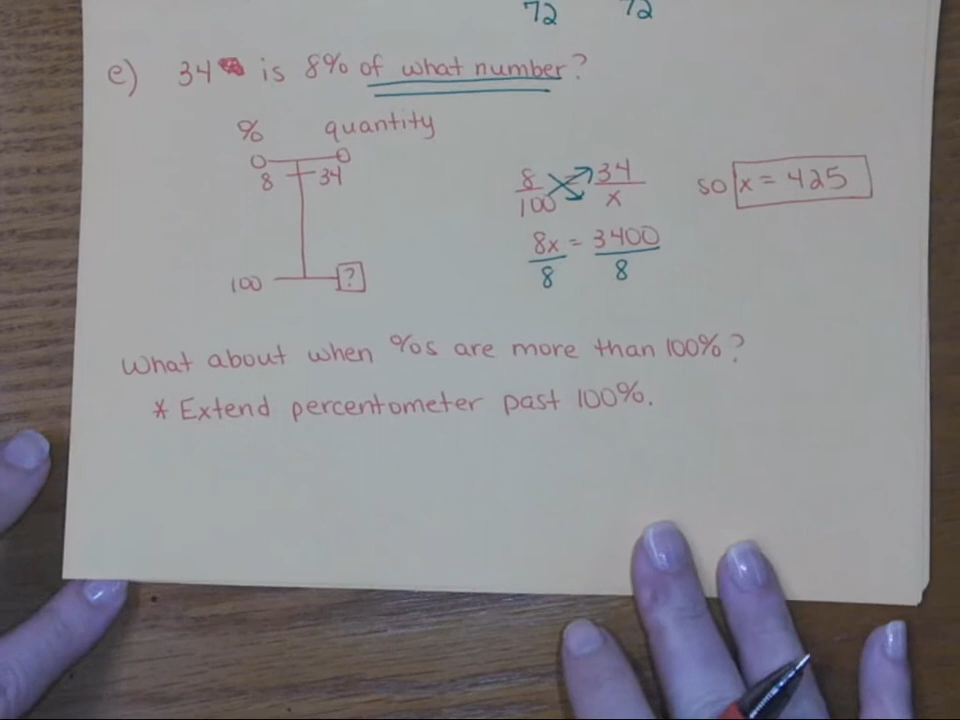 72 72
e) 34 is 8% of what number?
% quantity
0 0
8 34
100 ?
8/100 = 34/x
8x = 3400
8 8
so x = 425
What about when %s are more than 100%?
* Extend percentometer past 100%.